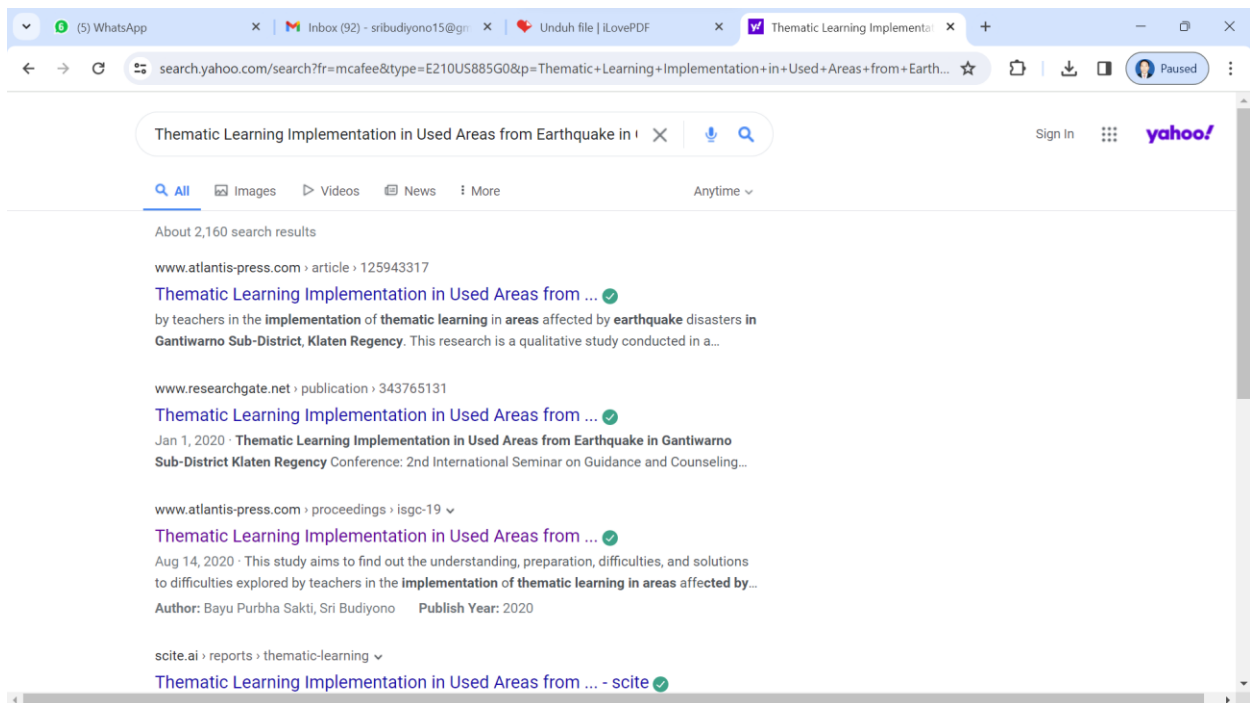 6 (5) WhatsApp
Inbox (92) - sribudiyono15@gm
Unduh file | iLovePDF
Thematic Learning Implementat
search.yahoo.com/search?fr=mcafee&type=E210US885G0&p=Thematic+Learning+Implementation+in+Used+Areas+from+Earth...
Paused
Thematic Learning Implementation in Used Areas from Earthquake in
Sign In
yahoo!
All Images Videos News More
Anytime
About 2,160 search results
www.atlantis-press.com › article › 125943317
Thematic Learning Implementation in Used Areas from ...
by teachers in the implementation of thematic learning in areas affected by earthquake disasters in
Gantiwarno Sub-District, Klaten Regency. This research is a qualitative study conducted in a...
www.researchgate.net › publication › 343765131
Thematic Learning Implementation in Used Areas from ...
Jan 1, 2020 · Thematic Learning Implementation in Used Areas from Earthquake in Gantiwarno
Sub-District Klaten Regency Conference: 2nd International Seminar on Guidance and Counseling...
www.atlantis-press.com › proceedings › isgc-19
Thematic Learning Implementation in Used Areas from ...
Aug 14, 2020 · This study aims to find out the understanding, preparation, difficulties, and solutions
to difficulties explored by teachers in the implementation of thematic learning in areas affected by...
Author: Bayu Purbha Sakti, Sri Budiyono Publish Year: 2020
scite.ai › reports › thematic-learning
Thematic Learning Implementation in Used Areas from ... - scite